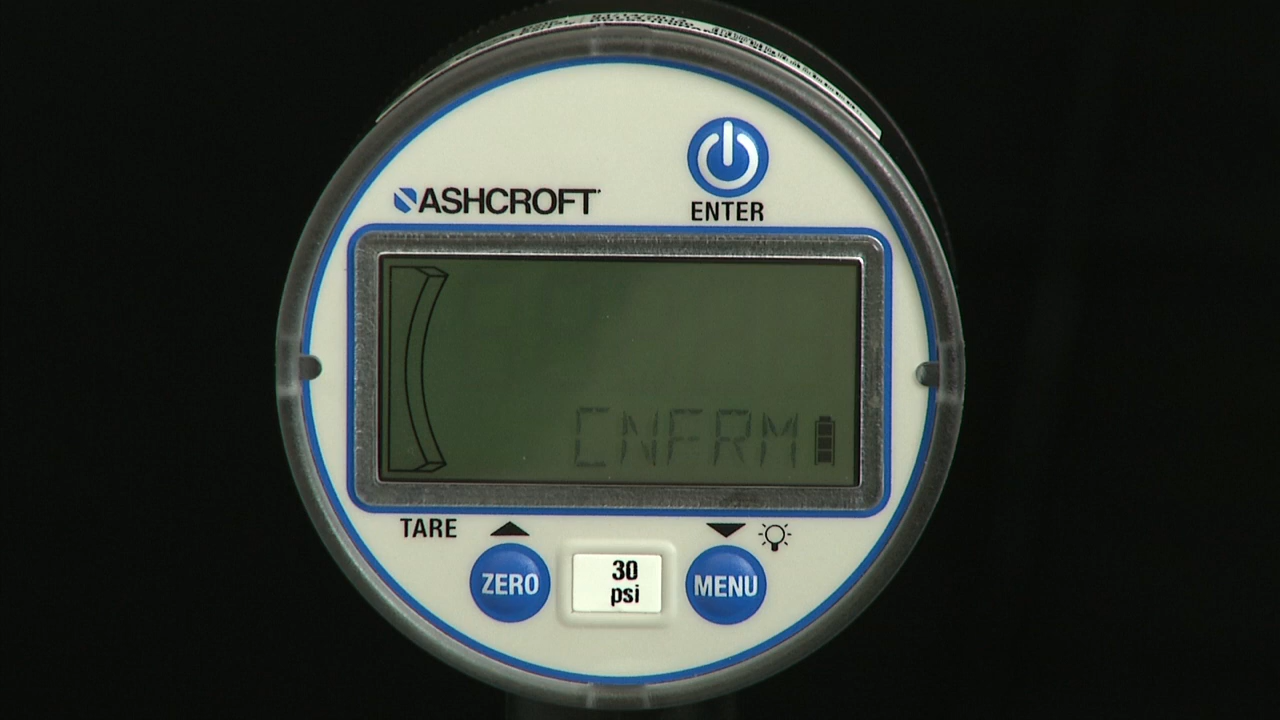 ASHCROFT
ENTER
CNFRM
TARE
ZERO
30
psi
MENU